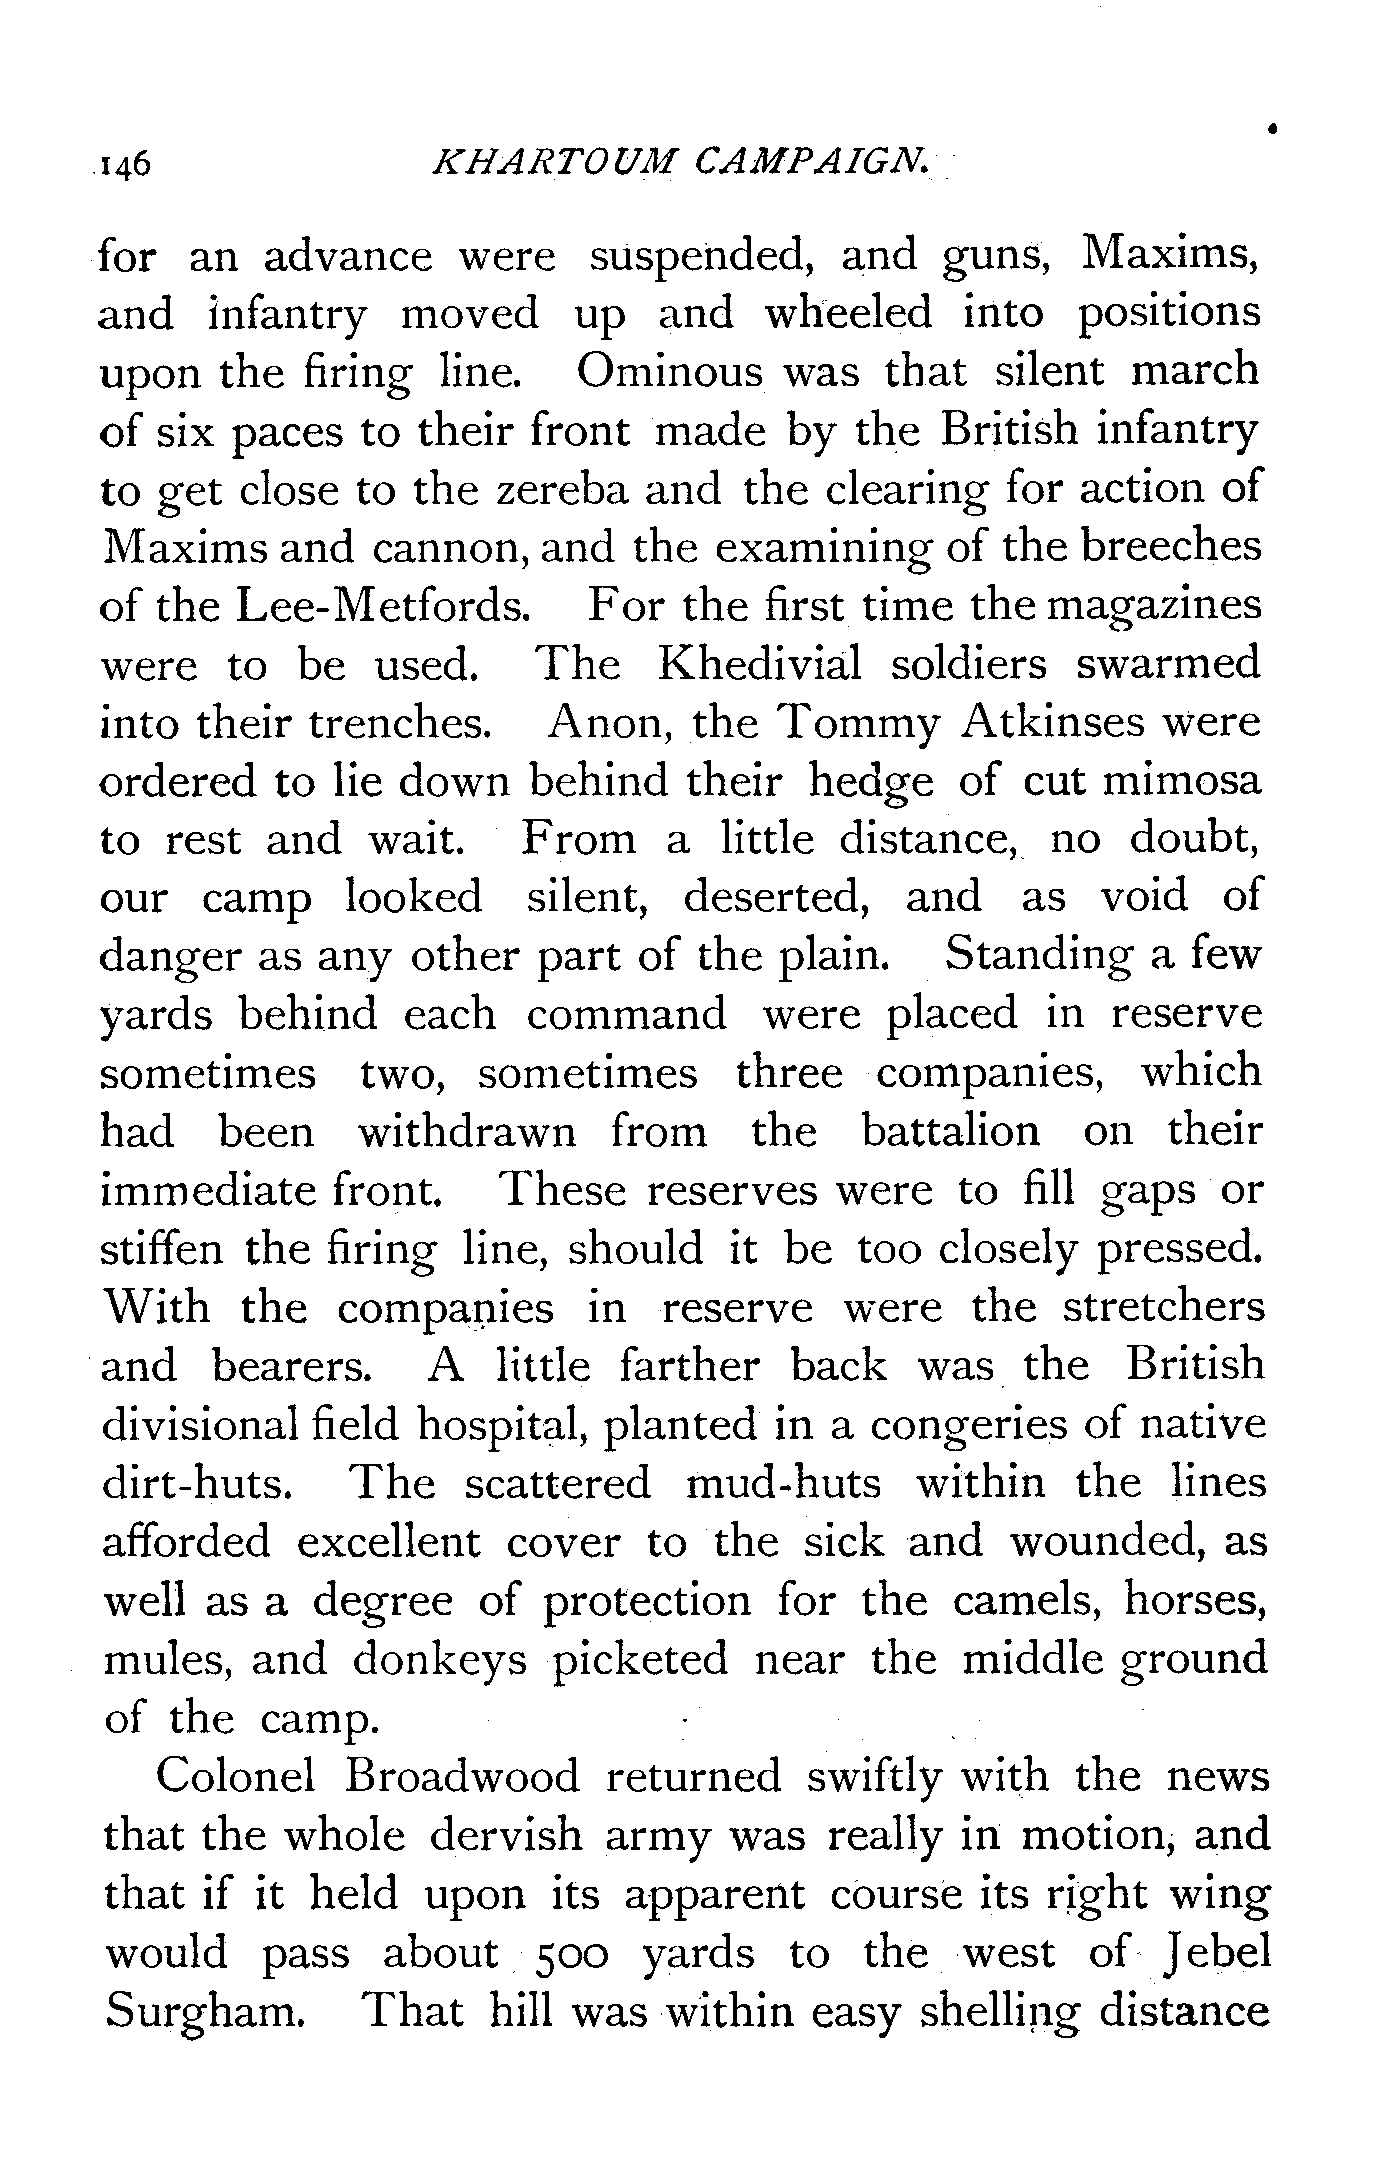 146 KHARTOUM CAMPAIGN.
for an advance were suspended, and guns, Maxims,
and infantry moved up and wheeled into positions
upon the firing line. Ominous was that silent march
of six paces to their front made by the British infantry
to get close to the zereba and the clearing for action of
Maxims and cannon, and the examining of the breeches
of the Lee-Metfords. For the first time the magazines
were to be used. The Khedivial soldiers swarmed
into their trenches. Anon, the Tommy Atkinses were
ordered to lie down behind their hedge of cut mimosa
to rest and wait. From a little distance, no doubt,
our camp looked silent, deserted, and as void of
danger as any other part of the plain. Standing a few
yards behind each command were placed in reserve
sometimes two, sometimes three companies, which
had been withdrawn from the battalion on their
immediate front. These reserves were to fill gaps or
stiffen the firing line, should it be too closely pressed.
With the companies in reserve were the stretchers
and bearers. A little farther back was the British
divisional field hospital, planted in a congeries of native
dirt-huts. The scattered mud-huts within the lines
afforded excellent cover to the sick and wounded, as
well as a degree of protection for the camels, horses,
mules, and donkeys picketed near the middle ground
of the camp.
Colonel Broadwood returned swiftly with the news
that the whole dervish army was really in motion, and
that if it held upon its apparent course its right wing
would pass about 500 yards to the west of Jebel
Surgham. That hill was within easy shelling distance